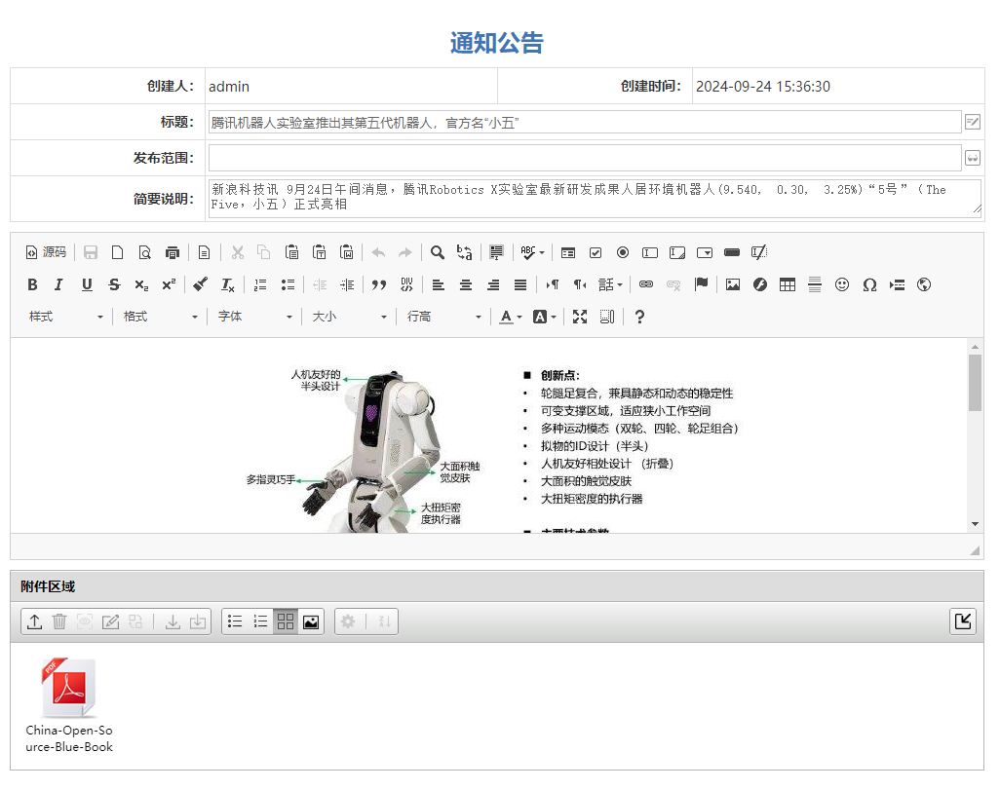 通知公告
创建人： admin 创建时间： 2024-09-24 15:36:30
标题： 腾讯机器人实验室推出其第五代机器人，官方名“小五”
发布范围：
简要说明： 新浪科技讯 9月24日午间消息，腾讯Robotics X实验室最新研发成果人居环境机器人(9.540, 0.30, 3.25%)“5号”（The
Five，小五）正式亮相
源码
样式 格式 字体 大小 行高
人机友好的
半头设计
多指灵巧手
大面积触
觉皮肤
大扭矩密
度执行器
■ 创新点：
• 轮腿足复合，兼具静态和动态的稳定性
• 可变支撑区域，适应狭小工作空间
• 多种运动模态（双轮、四轮、轮足组合）
• 拟物的ID设计（半头）
• 人机友好相处设计 （折叠）
• 大面积的触觉皮肤
• 大扭矩密度的执行器
■ 主要技术参数
附件区域
PDF
China-Open-So
urce-Blue-Book